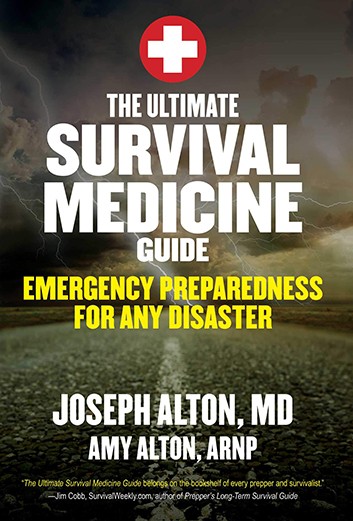 THE ULTIMATE
SURVIVAL
MEDICINE
GUIDE
EMERGENCY PREPAREDNESS
FOR ANY DISASTER
JOSEPH ALTON, MD
AMY ALTON, ARNP
"The Ultimate Survival Medicine Guide belongs on the bookshelf of every prepper and survivalist."
—Jim Cobb, SurvivalWeekly.com, author of Prepper's Long-Term Survival Guide